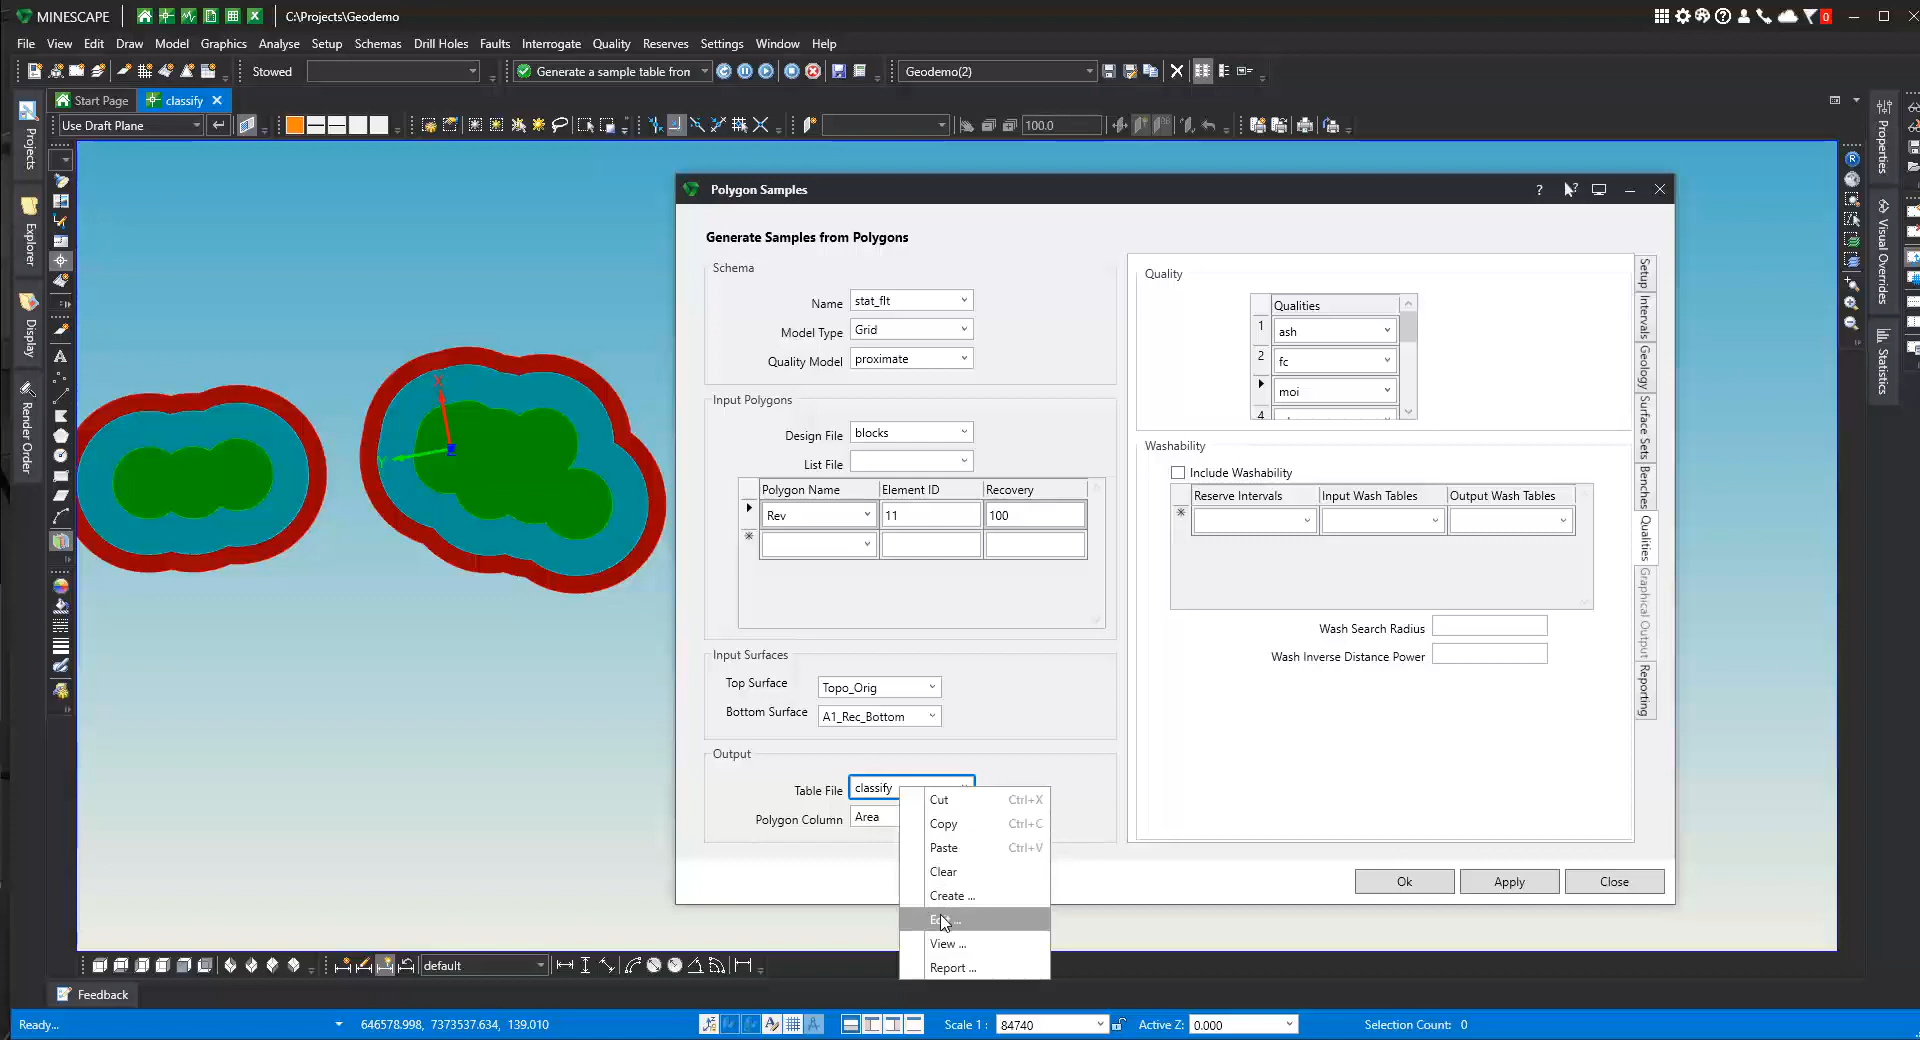 MINESCAPE
C:\Projects\Geodemo
0
File View Edit Draw Model Graphics Analyse Setup Schemas Drill Holes Faults Interrogate Quality Reserves Settings Window Help
Stowed
Generate a sample table from
Geodemo(2)
Start Page
classify
Use Draft Plane
100.0
Projects
Explorer
Display
Render Order
Properties
Visual Overrides
Statistics
X
Y
Polygon Samples
Generate Samples from Polygons
Schema
Name stat_flt
Model Type Grid
Quality Model proximate
Input Polygons
Design File blocks
List File
Polygon Name Element ID Recovery
Rev 11 100
Input Surfaces
Top Surface Topo_Orig
Bottom Surface A1_Rec_Bottom
Output
Table File classify
Polygon Column Area
Cut Ctrl+X
Copy Ctrl+C
Paste Ctrl+V
Clear
Create ...
View ...
Report ...
Quality
Qualities
1 ash
2 fc
moi
4
Washability
Include Washability
Reserve Intervals Input Wash Tables Output Wash Tables
Wash Search Radius
Wash Inverse Distance Power
Setup
Intervals
Geology
Surface Sets
Benches
Qualities
Graphical Output
Reporting
Ok Apply Close
default
Feedback
Ready...
646578.998, 7373537.634, 139.010
Scale 1 : 84740
Active Z: 0.000
Selection Count: 0